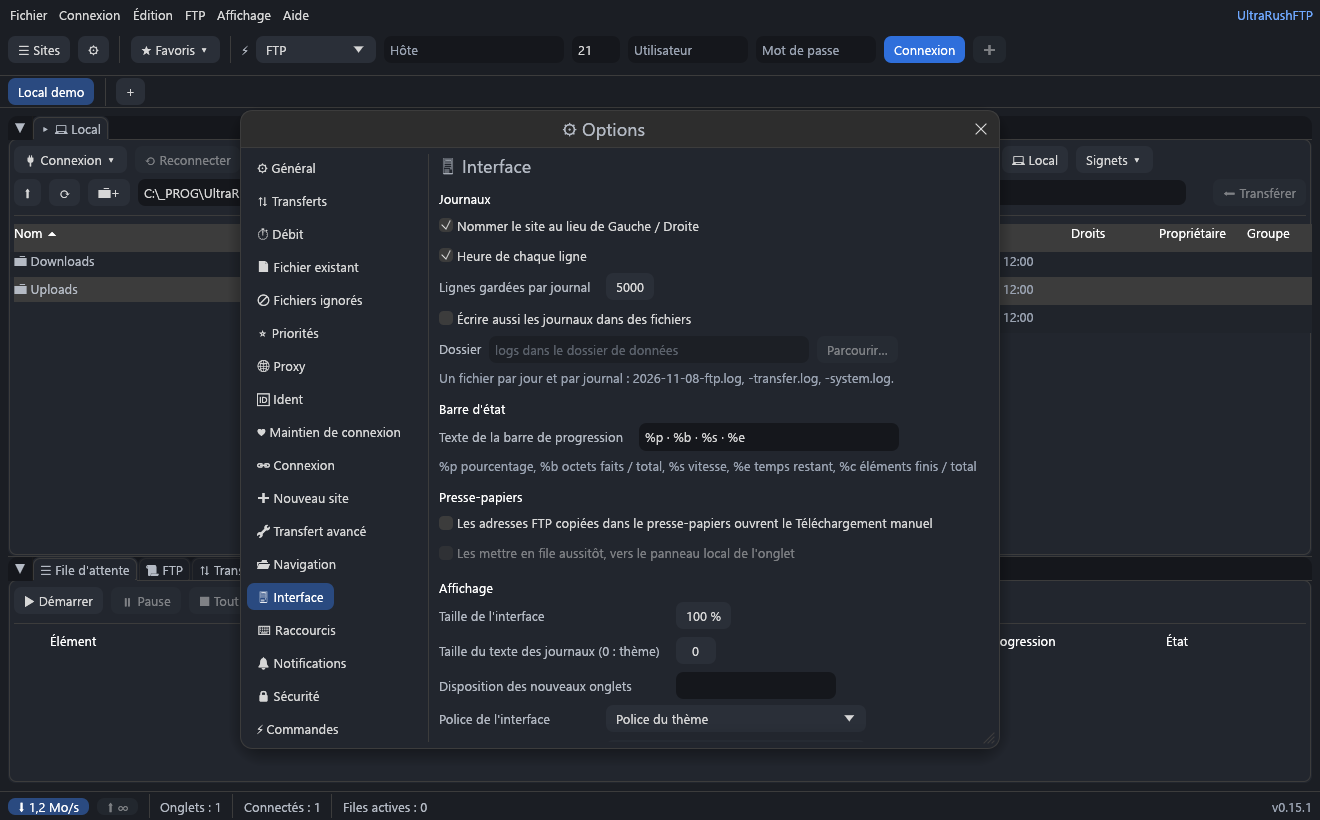 Fichier Connexion Édition FTP Affichage Aide UltraRushFTP
Sites Favoris FTP Hôte 21 Utilisateur Mot de passe Connexion +
Local demo +
Local
Options
Connexion Reconnecter
Local Signets
C:\_PROG\UltraR
Transférer
Nom
Droits Propriétaire Groupe
Downloads
12:00
Uploads
12:00
12:00
Général
Transferts
Débit
Fichier existant
Fichiers ignorés
Priorités
Proxy
Ident
Maintien de connexion
Connexion
Nouveau site
Transfert avancé
Navigation
Interface
Raccourcis
Notifications
Sécurité
Commandes
Interface
Journaux
Nommer le site au lieu de Gauche / Droite
Heure de chaque ligne
Lignes gardées par journal 5000
Écrire aussi les journaux dans des fichiers
Dossier logs dans le dossier de données Parcourir...
Un fichier par jour et par journal : 2026-11-08-ftp.log, -transfer.log, -system.log.
Barre d'état
Texte de la barre de progression %p · %b · %s · %e
%p pourcentage, %b octets faits / total, %s vitesse, %e temps restant, %c éléments finis / total
Presse-papiers
Les adresses FTP copiées dans le presse-papiers ouvrent le Téléchargement manuel
Les mettre en file aussitôt, vers le panneau local de l'onglet
Affichage
Taille de l'interface 100 %
Taille du texte des journaux (0 : thème) 0
Disposition des nouveaux onglets
Police de l'interface Police du thème
File d'attente FTP Trans
Démarrer Pause Tout
Élément
ogression État
1,2 Mo/s ∞ Onglets : 1 Connectés : 1 Files actives : 0 v0.15.1